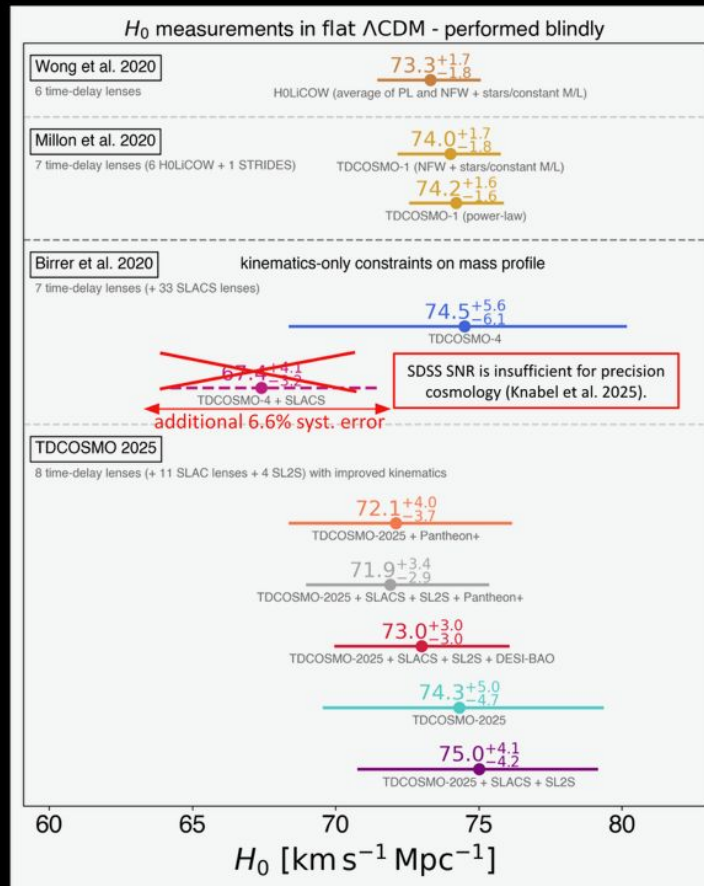 H₀ measurements in flat ΛCDM - performed blindly
Wong et al. 2020
6 time-delay lenses
73.3+1.7−1.8
H0LiCOW (average of PL and NFW + stars/constant M/L)
Millon et al. 2020
7 time-delay lenses (6 H0LiCOW + 1 STRIDES)
74.0+1.7−1.8
TDCOSMO-1 (NFW + stars/constant M/L)
74.2+1.6−1.6
TDCOSMO-1 (power-law)
Birrer et al. 2020
kinematics-only constraints on mass profile
7 time-delay lenses (+ 33 SLACS lenses)
74.5+5.6−6.1
TDCOSMO-4
67.4+4.1−3.2
TDCOSMO-4 + SLACS
additional 6.6% syst. error
SDSS SNR is insufficient for precision
cosmology (Knabel et al. 2025).
TDCOSMO 2025
8 time-delay lenses (+ 11 SLAC lenses + 4 SL2S) with improved kinematics
72.1+4.0−3.7
TDCOSMO-2025 + Pantheon+
71.9+3.4−2.9
TDCOSMO-2025 + SLACS + SL2S + Pantheon+
73.0+3.0−3.0
TDCOSMO-2025 + SLACS + SL2S + DESI-BAO
74.3+5.0−4.7
TDCOSMO-2025
75.0+4.1−4.2
TDCOSMO-2025 + SLACS + SL2S
60 65 70 75 80
H₀ [km s⁻¹ Mpc⁻¹]